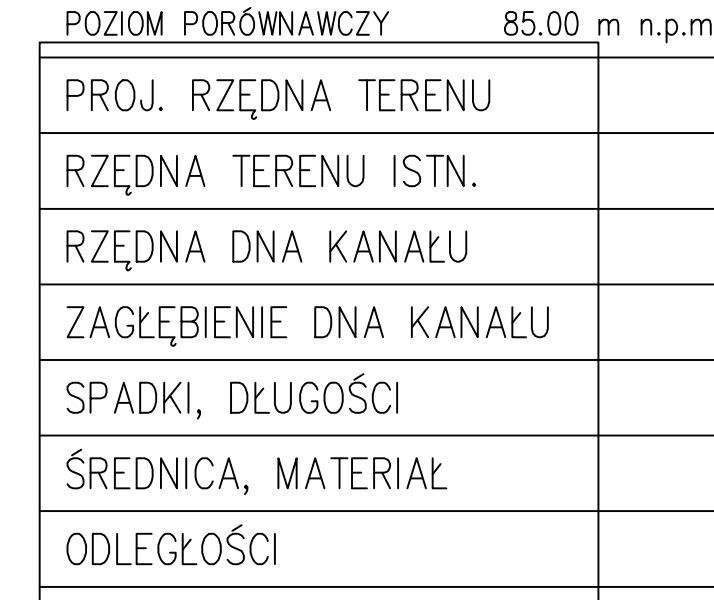 POZIOM PORÓWNAWCZY 85.00 m n.p.m
PROJ. RZĘDNA TERENU
RZĘDNA TERENU ISTN.
RZĘDNA DNA KANAŁU
ZAGŁĘBIENIE DNA KANAŁU
SPADKI, DŁUGOŚCI
ŚREDNICA, MATERIAŁ
ODLEGŁOŚCI